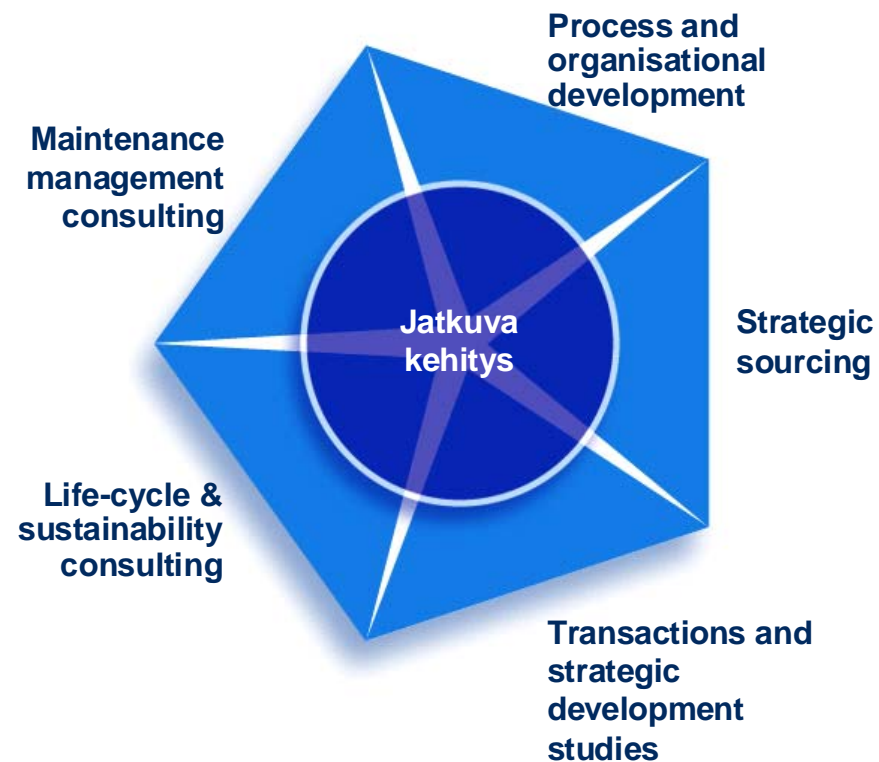 Process and
organisational
development
Maintenance
management
consulting
Jatkuva
kehitys
Strategic
sourcing
Life-cycle &
sustainability
consulting
Transactions and
strategic
development
studies